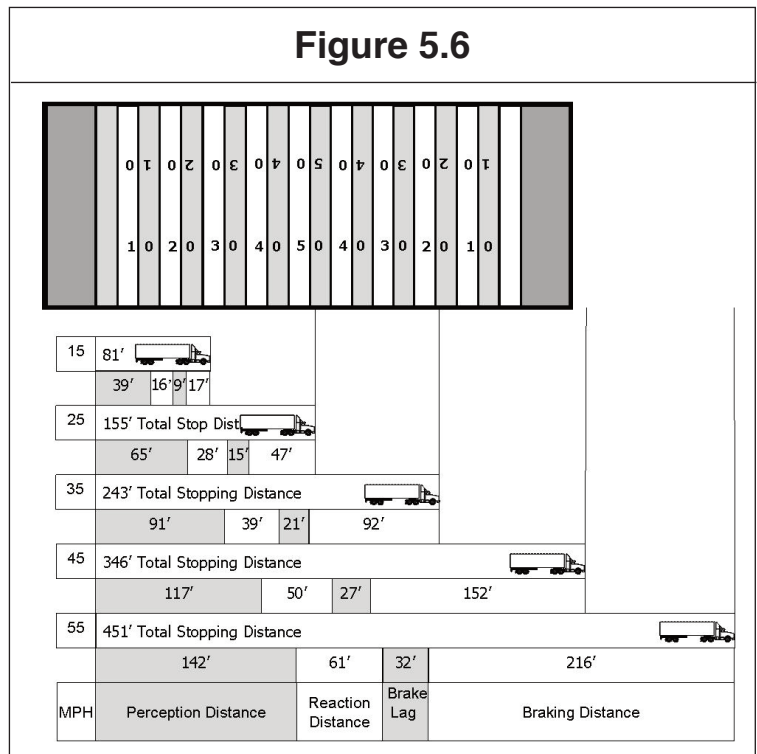 Figure 5.6
0 1 0 2 0 3 0 4 0 5 0 4 0 3 0 2 0 1
1 0 2 0 3 0 4 0 5 0 4 0 3 0 2 0 1 0
15 81′
39′ 16′ 9′ 17′
25 155′ Total Stop Dist
65′ 28′ 15′ 47′
35 243′ Total Stopping Distance
91′ 39′ 21′ 92′
45 346′ Total Stopping Distance
117′ 50′ 27′ 152′
55 451′ Total Stopping Distance
142′ 61′ 32′ 216′
MPH Perception Distance Reaction Distance Brake Lag Braking Distance